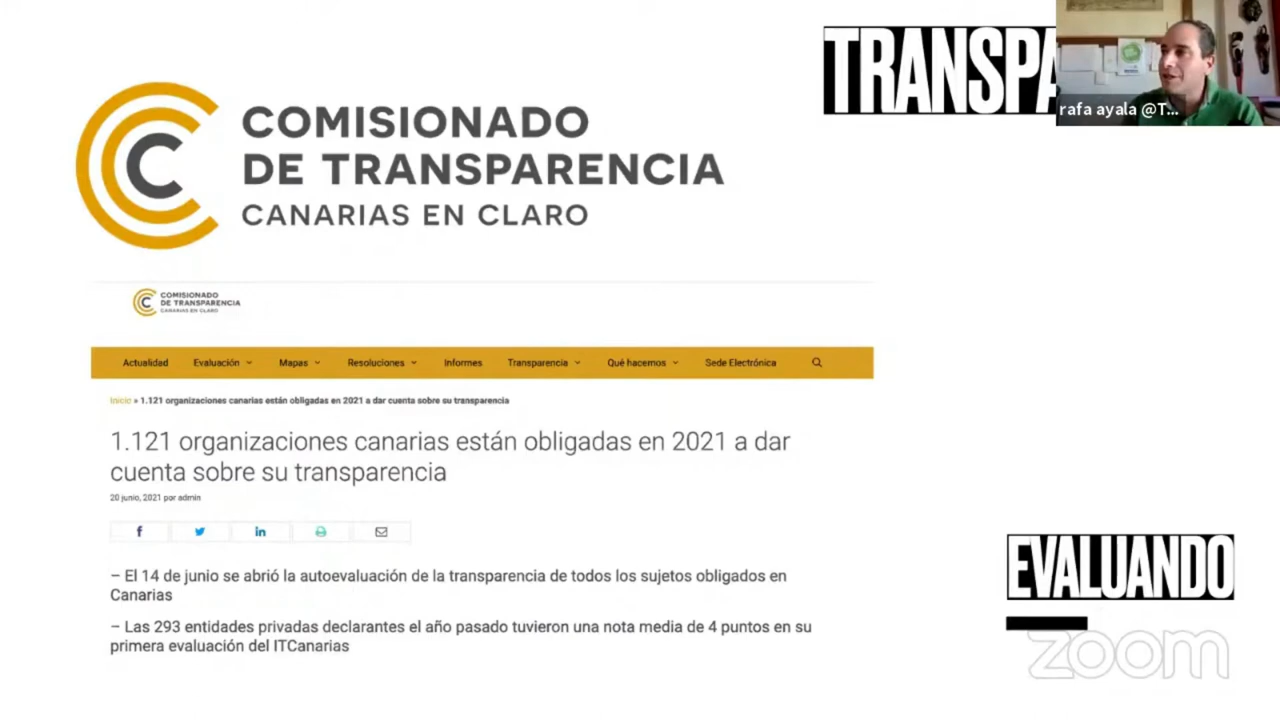 TRANSPA
rafa ayala @T...
COMISIONADO
DE TRANSPARENCIA
CANARIAS EN CLARO
COMISIONADO
DE TRANSPARENCIA
CANARIAS EN CLARO
Actualidad Evaluación Mapas Resoluciones Informes Transparencia Qué hacemos Sede Electrónica
Inicio » 1.121 organizaciones canarias están obligadas en 2021 a dar cuenta sobre su transparencia
1.121 organizaciones canarias están obligadas en 2021 a dar
cuenta sobre su transparencia
20 junio, 2021 por admin
– El 14 de junio se abrió la autoevaluación de la transparencia de todos los sujetos obligados en
Canarias
– Las 293 entidades privadas declarantes el año pasado tuvieron una nota media de 4 puntos en su
primera evaluación del ITCanarias
EVALUANDO
zoom